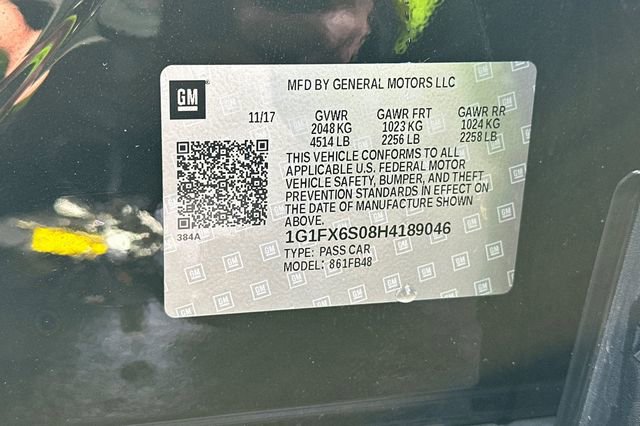 GM
MFD BY GENERAL MOTORS LLC
11/17 GVWR GAWR FRT GAWR RR
2048 KG 1023 KG 1024 KG
4514 LB 2256 LB 2258 LB
THIS VEHICLE CONFORMS TO ALL
APPLICABLE U.S. FEDERAL MOTOR
VEHICLE SAFETY, BUMPER, AND THEFT
PREVENTION STANDARDS IN EFFECT ON
THE DATE OF MANUFACTURE SHOWN
ABOVE.
384A
1G1FX6S08H4189046
TYPE: PASS CAR
MODEL: 861FB48